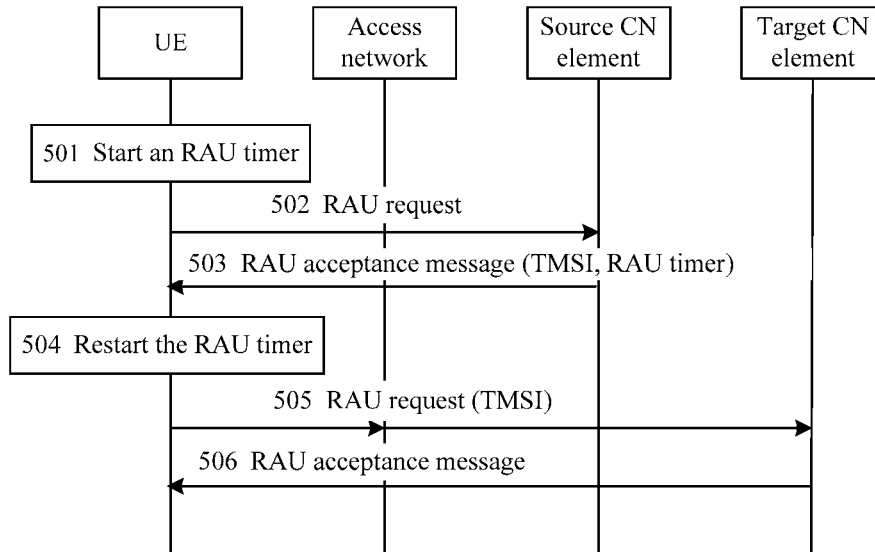 UE
Access
network
Source CN
element
Target CN
element
501 Start an RAU timer
502 RAU request
503 RAU acceptance message (TMSI, RAU timer)
504 Restart the RAU timer
505 RAU request (TMSI)
506 RAU acceptance message